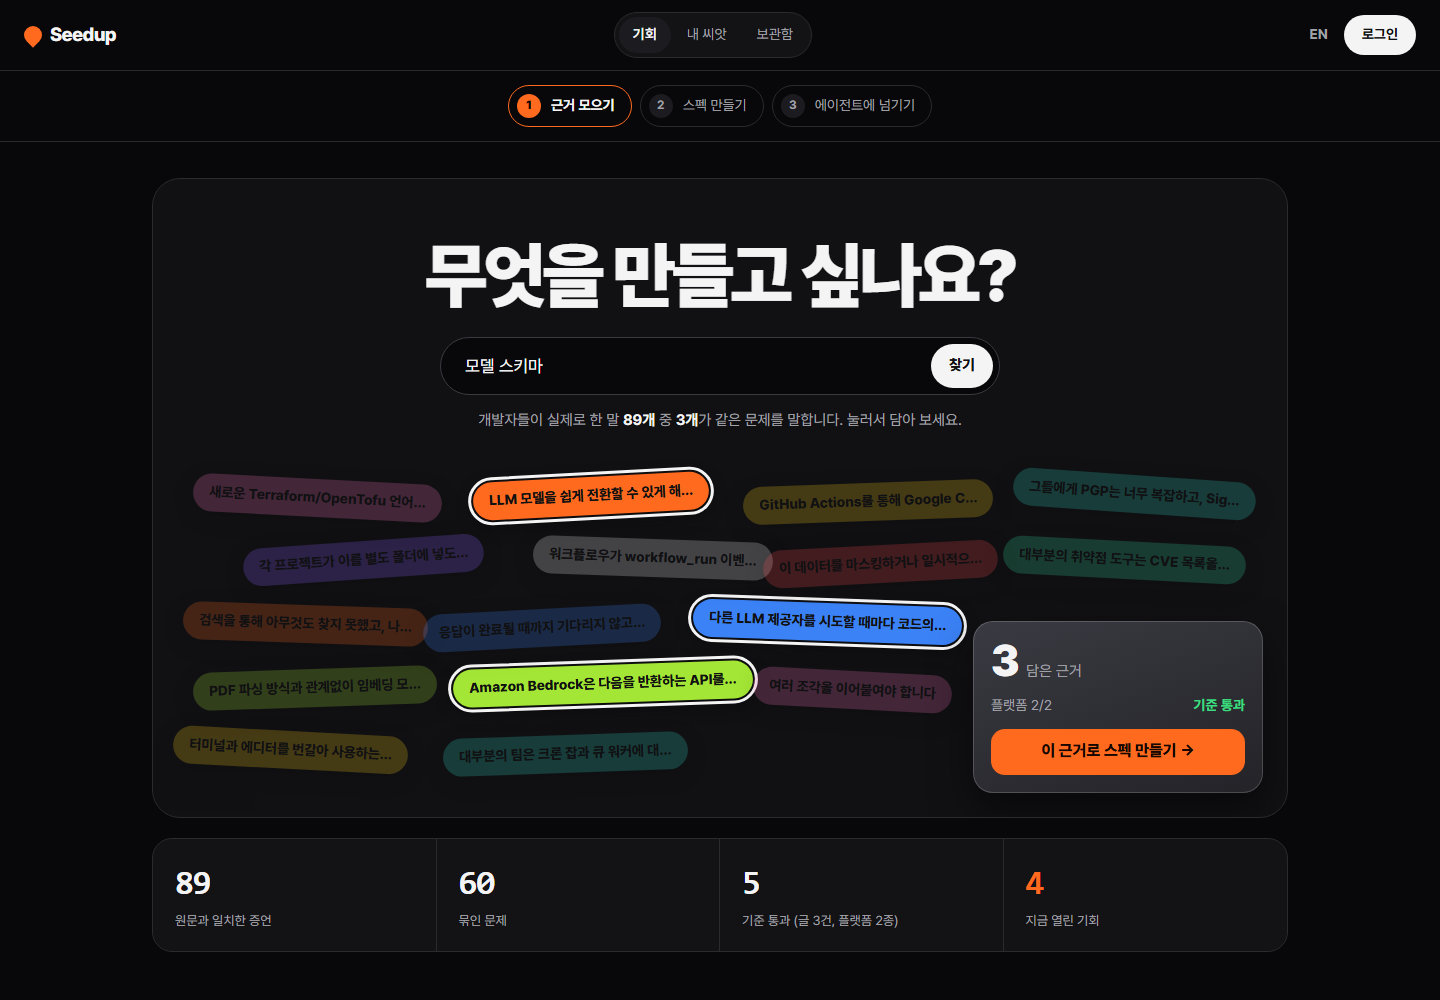 Seedup
기회
내 씨앗
보관함
EN
로그인
1 근거 모으기
2 스펙 만들기
3 에이전트에 넘기기
무엇을 만들고 싶나요?
모델 스키마
찾기
개발자들이 실제로 한 말 89개 중 3개가 같은 문제를 말합니다. 눌러서 담아 보세요.
새로운 Terraform/OpenTofu 언어...
LLM 모델을 쉽게 전환할 수 있게 해...
GitHub Actions를 통해 Google C...
그들에게 PGP는 너무 복잡하고, Sig...
각 프로젝트가 이름 별도 폴더에 넣도...
워크플로우가 workflow_run 이벤...
이 데이터를 마스킹하거나 일시적으...
대부분의 취약점 도구는 CVE 목록을...
검색을 통해 아무것도 찾지 못했고, 나...
응답이 완료될 때까지 기다리지 않고...
다른 LLM 제공자를 시도할 때마다 코드의...
PDF 파싱 방식과 관계없이 임베딩 모...
Amazon Bedrock은 다음을 반환하는 API를...
여러 조각을 이어붙여야 합니다
터미널과 에디터를 번갈아 사용하는...
대부분의 팀은 크론 잡과 큐 워커에 대...
3 담은 근거
플랫폼 2/2
기준 통과
이 근거로 스펙 만들기 →
89
원문과 일치한 증언
60
묶인 문제
5
기준 통과 (글 3건, 플랫폼 2종)
4
지금 열린 기회